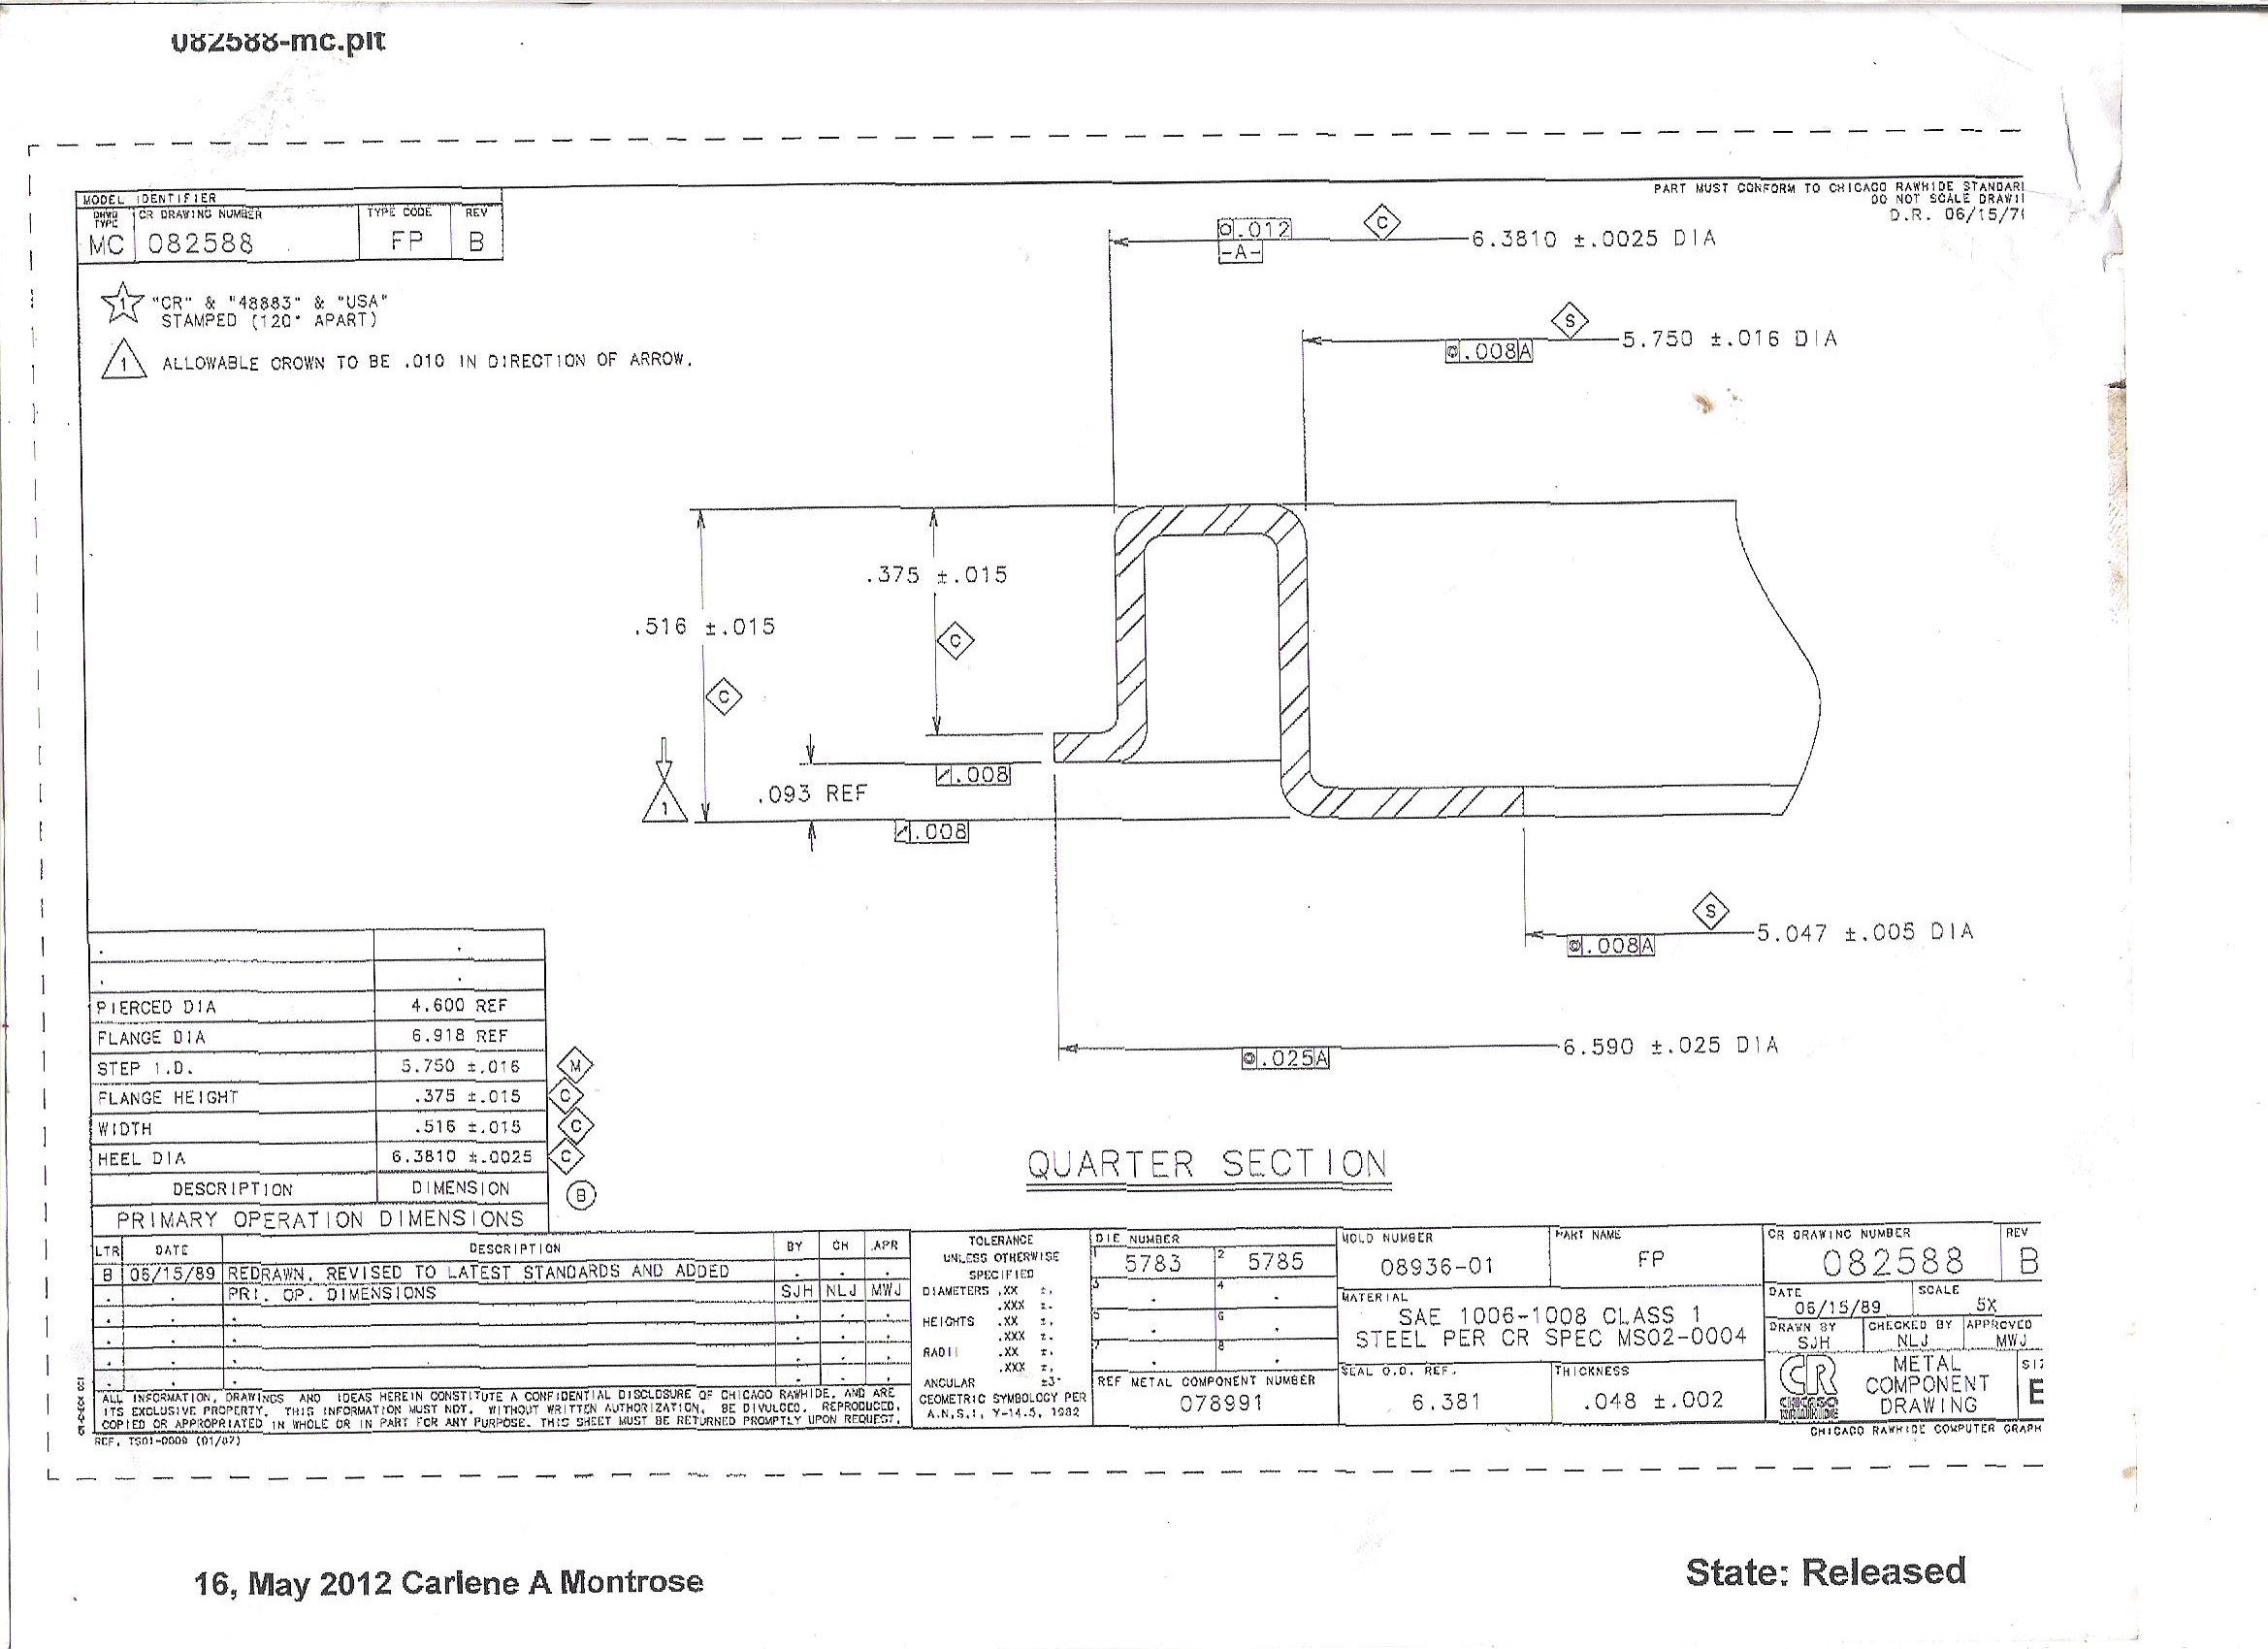 082588-mc.plt
MODEL IDENTIFIER
DRWG TYPE CR DRAWING NUMBER TYPE CODE REV
MC 082588 FP B
PART MUST CONFORM TO CHICAGO RAWHIDE STANDAR
DO NOT SCALE DRAWI
D.R. 06/15/7
1 "CR" & "48883" & "USA"
STAMPED (120° APART)
1 ALLOWABLE CROWN TO BE .010 IN DIRECTION OF ARROW.
.012 C 6.3810 ±.0025 DIA
-A-
S 5.750 ±.016 DIA
.008 A
.375 ±.015
C
.516 ±.015
C
.008
.093 REF
1
.008
S 5.047 ±.005 DIA
.008 A
6.590 ±.025 DIA
.025 A
QUARTER SECTION
PIERCED DIA 4.600 REF
FLANGE DIA 6.918 REF
STEP I.D. 5.750 ±.016 M
FLANGE HEIGHT .375 ±.015 C
WIDTH .516 ±.015 C
HEEL DIA 6.3810 ±.0025 C
DESCRIPTION DIMENSION B
PRIMARY OPERATION DIMENSIONS
LTR DATE DESCRIPTION BY CH APR
B 06/15/89 REDRAWN, REVISED TO LATEST STANDARDS AND ADDED
PRI. OP. DIMENSIONS SJH NLJ MWJ
ALL INFORMATION, DRAWINGS AND IDEAS HEREIN CONSTITUTE A CONFIDENTIAL DISCLOSURE OF CHICAGO RAWHIDE, AND ARE
ITS EXCLUSIVE PROPERTY. THIS INFORMATION MUST NOT, WITHOUT WRITTEN AUTHORIZATION, BE DIVULGED, REPRODUCED,
COPIED OR APPROPRIATED IN WHOLE OR IN PART FOR ANY PURPOSE. THIS SHEET MUST BE RETURNED PROMPTLY UPON REQUEST.
REF. TS01-0009 (01/87)
TOLERANCE
UNLESS OTHERWISE
SPECIFIED
DIAMETERS .XX ±.
.XXX ±.
HEIGHTS .XX ±.
.XXX ±.
RADII .XX ±.
.XXX ±.
ANGULAR ±3°
GEOMETRIC SYMBOLOGY PER
A.N.S.I. Y-14.5, 1982
DIE NUMBER
1 5783 2 5785
3 4
5 6
7 8
REF METAL COMPONENT NUMBER
078991
MOLD NUMBER
08936-01
PART NAME
FP
MATERIAL
SAE 1006-1008 CLASS 1
STEEL PER CR SPEC MS02-0004
SEAL O.D. REF.
6.381
THICKNESS
.048 ±.002
CR DRAWING NUMBER REV
082588 B
DATE SCALE
06/15/89 5X
DRAWN BY CHECKED BY APPROVED
SJH NLJ MWJ
CR
CHICAGO
RAWHIDE
METAL
COMPONENT
DRAWING
SIZ
E
CHICAGO RAWHIDE COMPUTER GRAPH
16, May 2012 Carlene A Montrose
State: Released